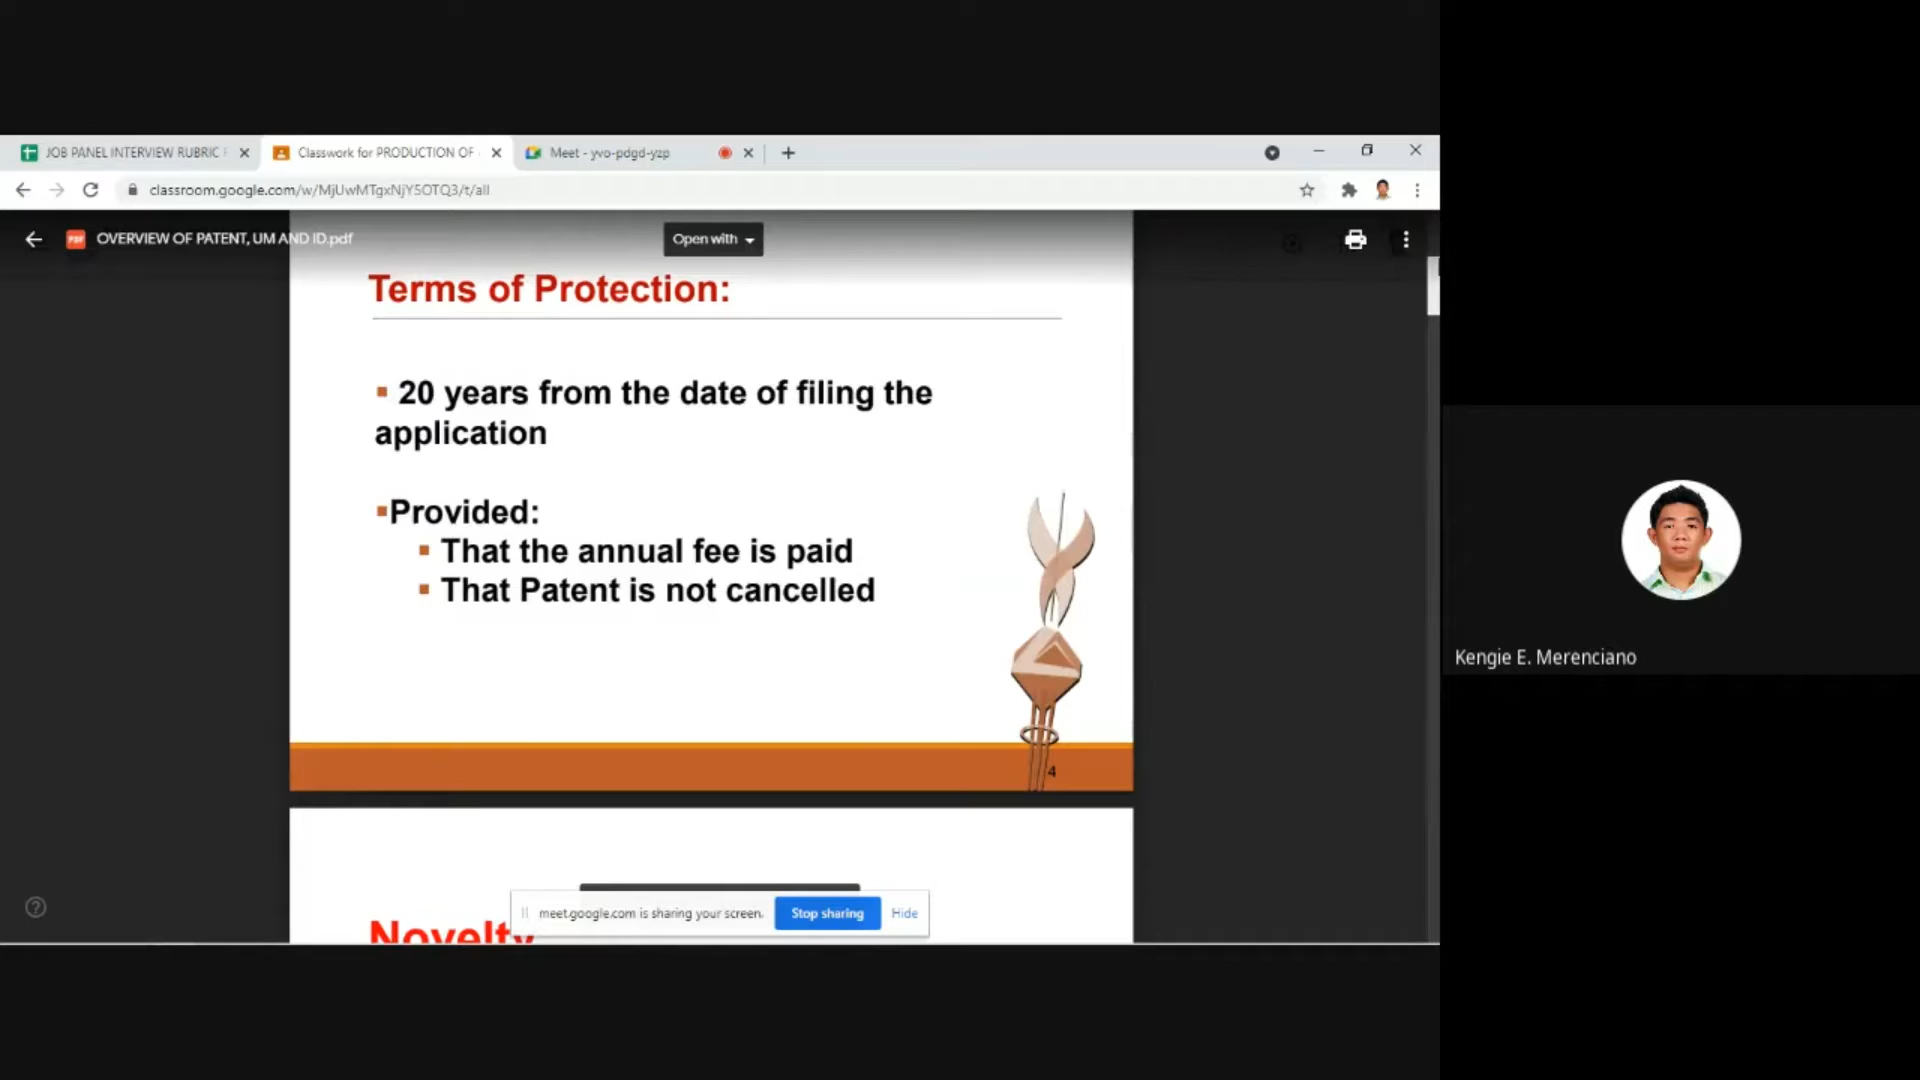 JOB PANEL INTERVIEW RUBRIC
Classwork for PRODUCTION OF
Meet - yvo-pdgd-yzp
classroom.google.com/w/MjUwMTgxNjY5OTQ3/t/all
PDF
OVERVIEW OF PATENT, UM AND ID.pdf
Open with
Terms of Protection:
20 years from the date of filing the
application
Provided:
That the annual fee is paid
That Patent is not cancelled
4
Kengie E. Merenciano
meet.google.com is sharing your screen.
Stop sharing
Hide
Novelty